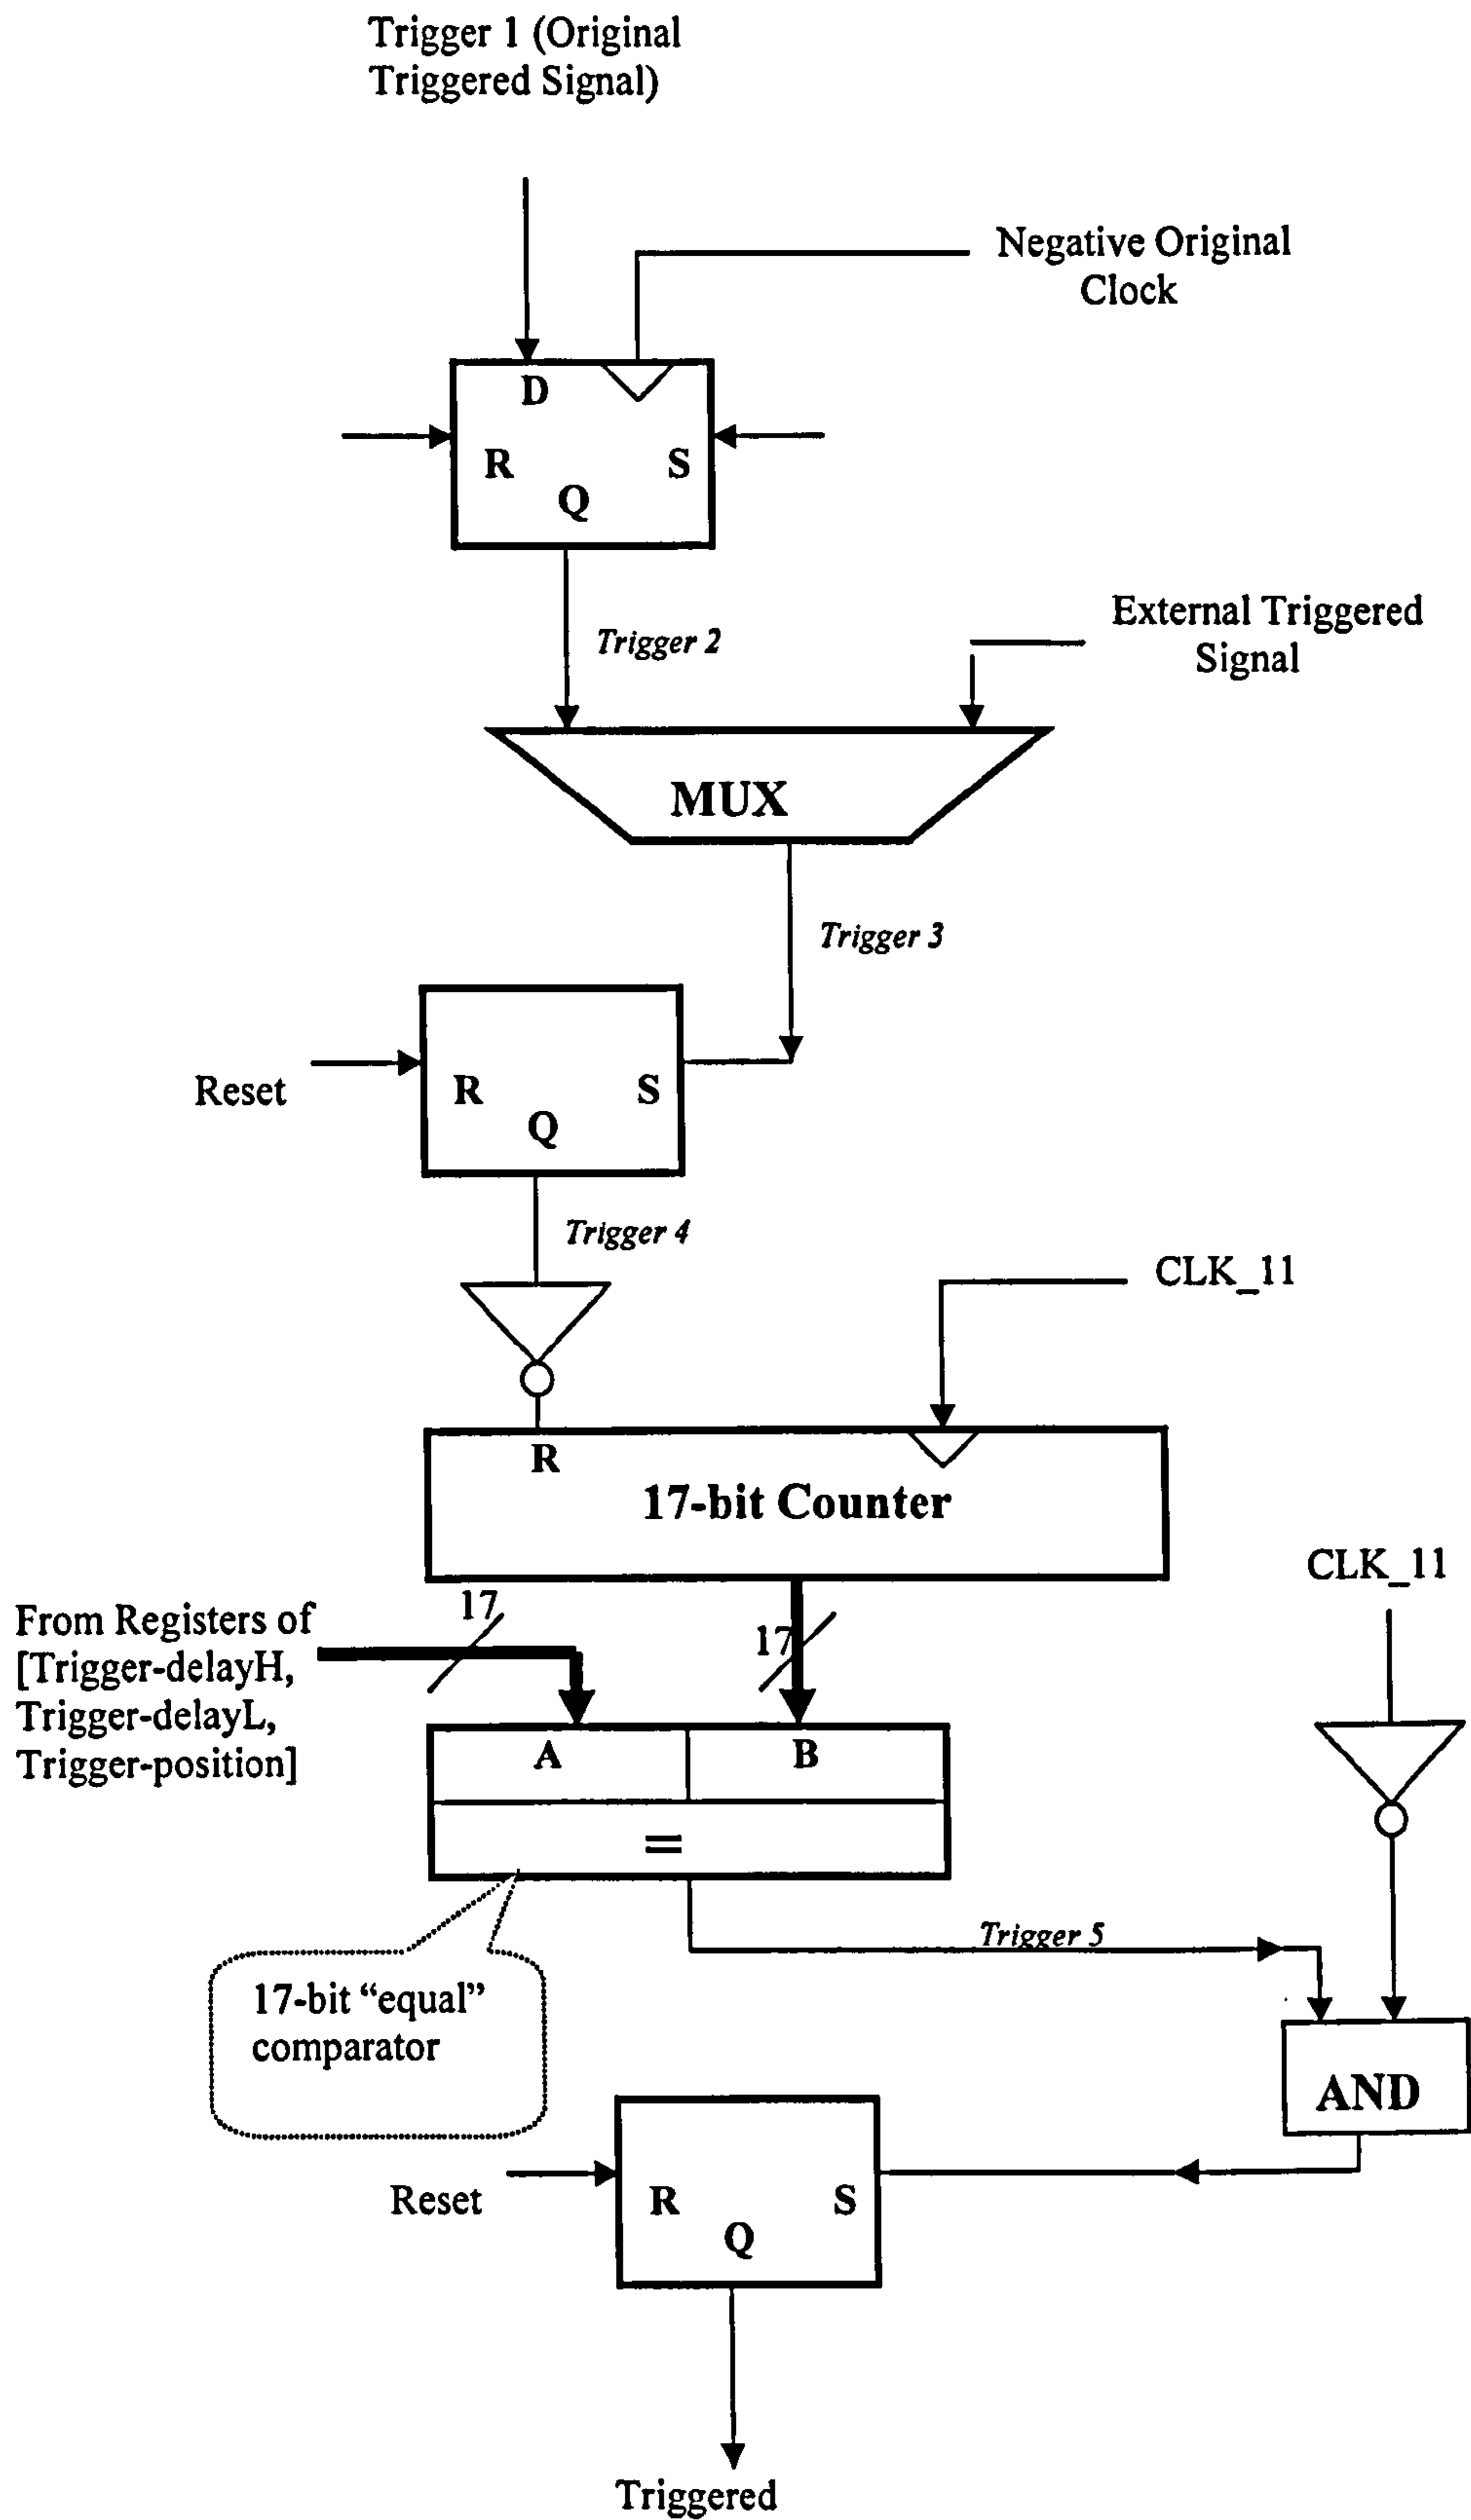 Trigger 1 (Original
Triggered Signal)
Negative Original
Clock
D
R
S
Q
Trigger 2
External Triggered
Signal
MUX
Trigger 3
Reset
R
S
Q
Trigger 4
CLK_11
R
17-bit Counter
CLK_11
From Registers of
[Trigger-delayH,
Trigger-delayL,
Trigger-position]
17
17
A
B
=
Trigger 5
17-bit “equal”
comparator
AND
Reset
R
S
Q
Triggered